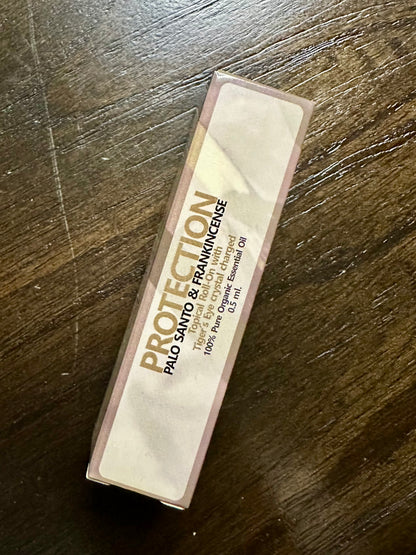 PROTECTION
PALO SANTO & FRANKINCENSE
Topical Roll-On with
Tiger's Eye crystal charged
100% Pure Organic Essential Oil
0.5 ml.